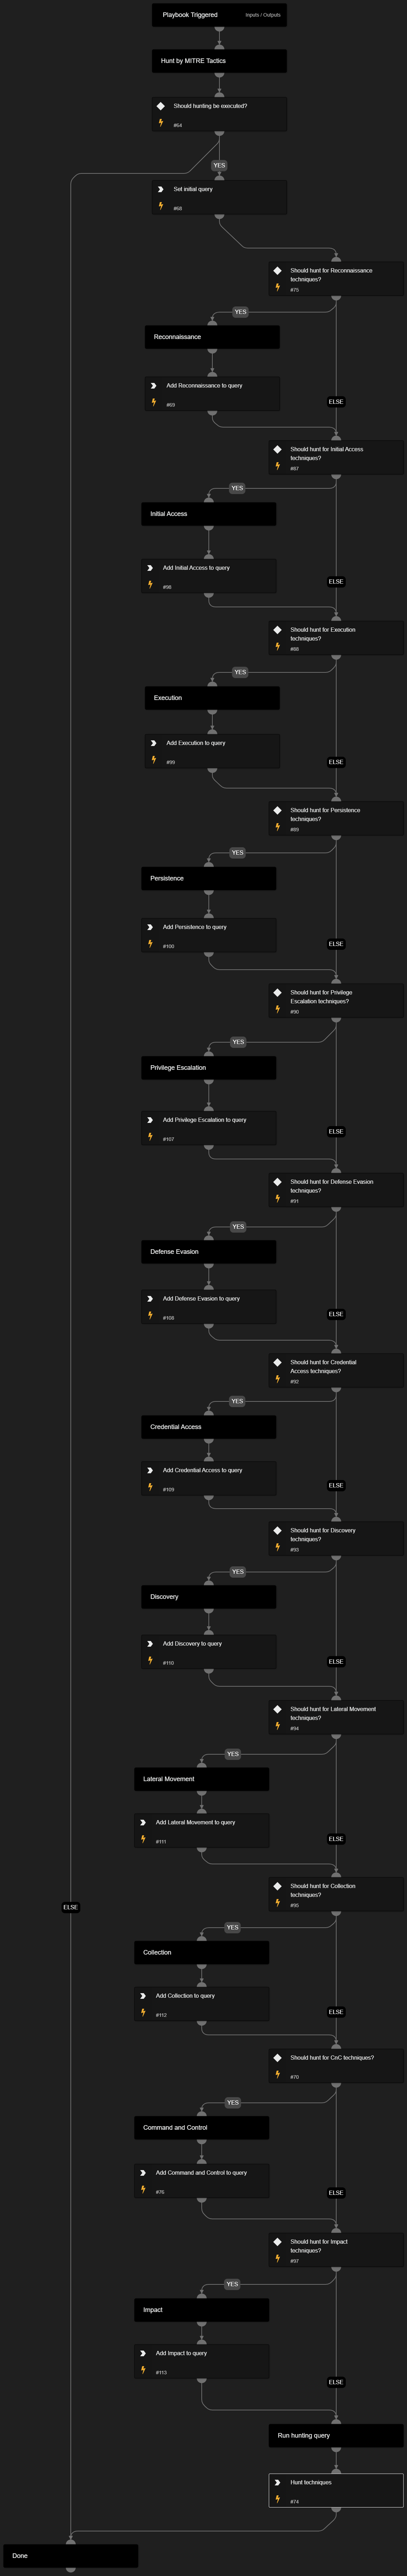 Playbook Triggered
Inputs / Outputs
Hunt by MITRE Tactics
Should hunting be executed?
#64
YES
Set initial query
#68
Should hunt for Reconnaissance
techniques?
#75
YES
Reconnaissance
Add Reconnaissance to query
#69
ELSE
Should hunt for Initial Access
techniques?
#87
YES
Initial Access
Add Initial Access to query
#98
ELSE
Should hunt for Execution
techniques?
#88
YES
Execution
Add Execution to query
#99
ELSE
Should hunt for Persistence
techniques?
#89
YES
Persistence
Add Persistence to query
#100
ELSE
Should hunt for Privilege
Escalation techniques?
#90
YES
Privilege Escalation
Add Privilege Escalation to query
#107
ELSE
Should hunt for Defense Evasion
techniques?
#91
YES
Defense Evasion
Add Defense Evasion to query
#108
ELSE
Should hunt for Credential
Access techniques?
#92
YES
Credential Access
Add Credential Access to query
#109
ELSE
Should hunt for Discovery
techniques?
#93
YES
Discovery
Add Discovery to query
#110
ELSE
Should hunt for Lateral Movement
techniques?
#94
YES
Lateral Movement
Add Lateral Movement to query
#111
ELSE
Should hunt for Collection
techniques?
#95
ELSE
YES
Collection
Add Collection to query
#112
ELSE
Should hunt for CnC techniques?
#70
YES
Command and Control
Add Command and Control to query
#76
ELSE
Should hunt for Impact
techniques?
#97
YES
Impact
Add Impact to query
#113
ELSE
Run hunting query
Hunt techniques
#74
Done